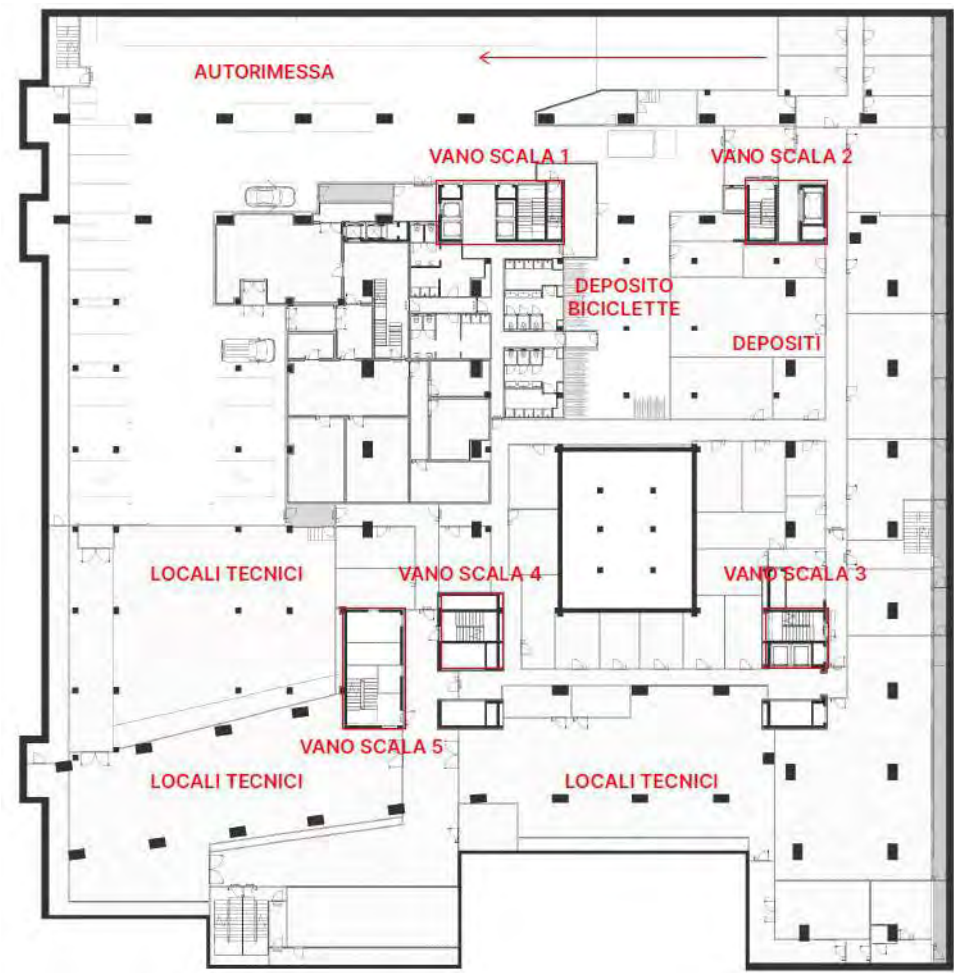 AUTORIMESSA
VANO SCALA 1
VANO SCALA 2
DEPOSITO
BICICLETTE
DEPOSITI
LOCALI TECNICI
VANO SCALA 4
VANO SCALA 3
VANO SCALA 5
LOCALI TECNICI
LOCALI TECNICI